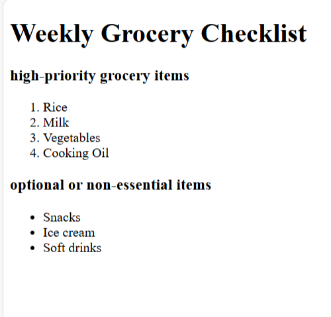 Weekly Grocery Checklist
high-priority grocery items
1. Rice
2. Milk
3. Vegetables
4. Cooking Oil
optional or non-essential items
• Snacks
• Ice cream
• Soft drinks